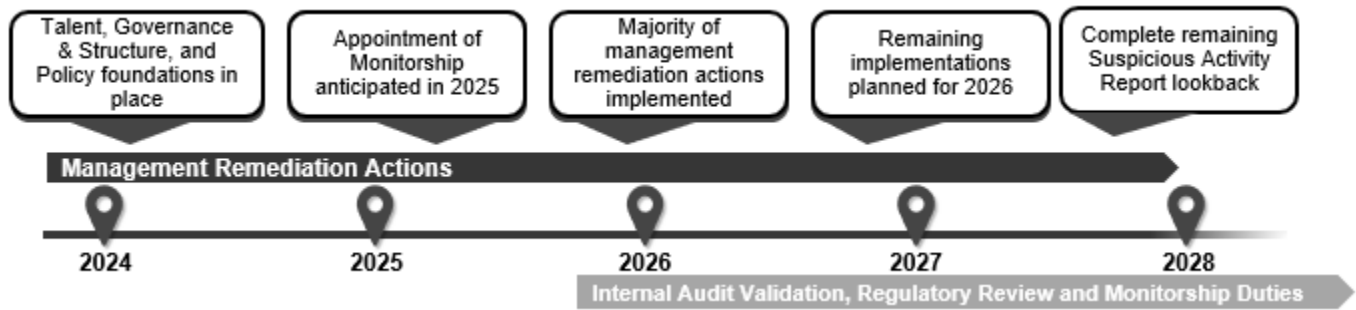 Talent, Governance
& Structure, and
Policy foundations in
place
Appointment of
Monitorship
anticipated in 2025
Majority of
management
remediation actions
implemented
Remaining
implementations
planned for 2026
Complete remaining
Suspicious Activity
Report lookback
Management Remediation Actions
2024
2025
2026
2027
2028
Internal Audit Validation, Regulatory Review and Monitorship Duties